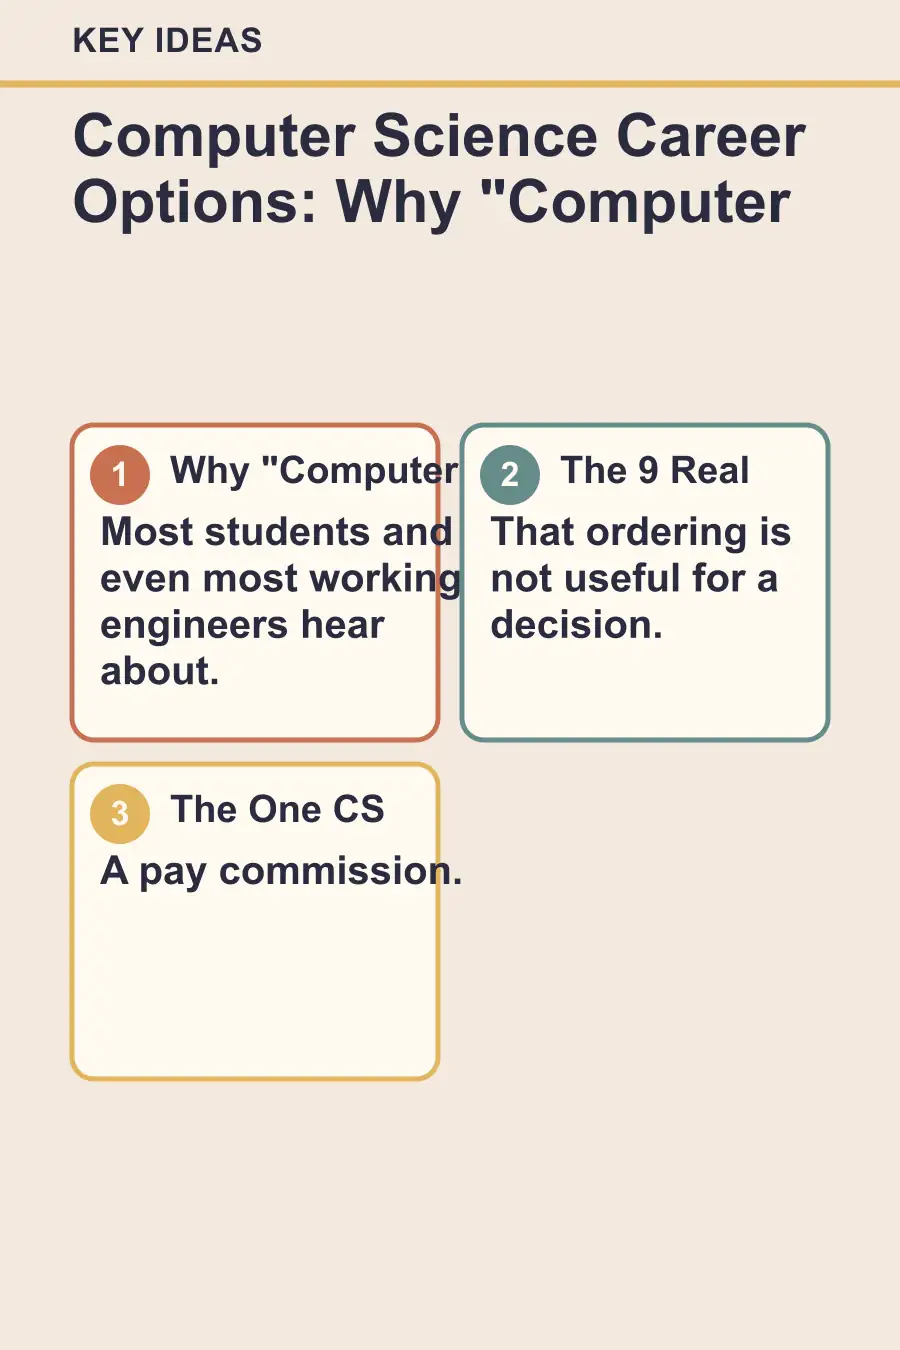 KEY IDEAS
Computer Science Career
Options: Why "Computer
1
Why "Computer
Most students and
even most working
engineers hear
about.
2
The 9 Real
That ordering is
not useful for a
decision.
3
The One CS
A pay commission.